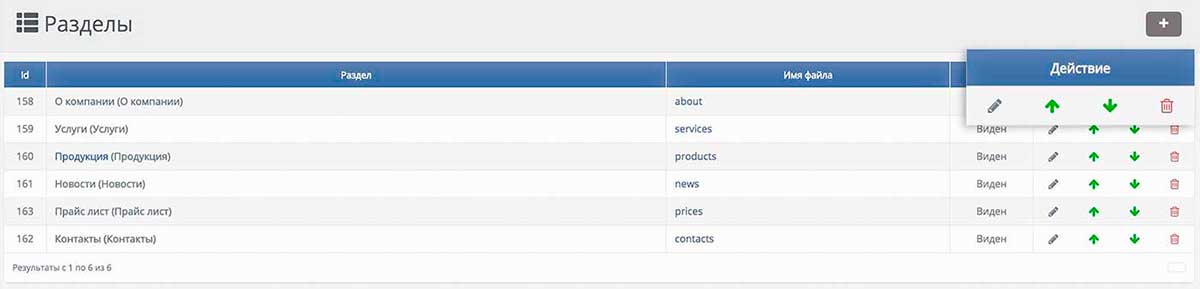 Разделы
Id Раздел Имя файла Действие
158 О компании (О компании) about
159 Услуги (Услуги) services Виден
160 Продукция (Продукция) products Виден
161 Новости (Новости) news Виден
163 Прайс лист (Прайс лист) prices Виден
162 Контакты (Контакты) contacts Виден
Результаты с 1 по 6 из 6